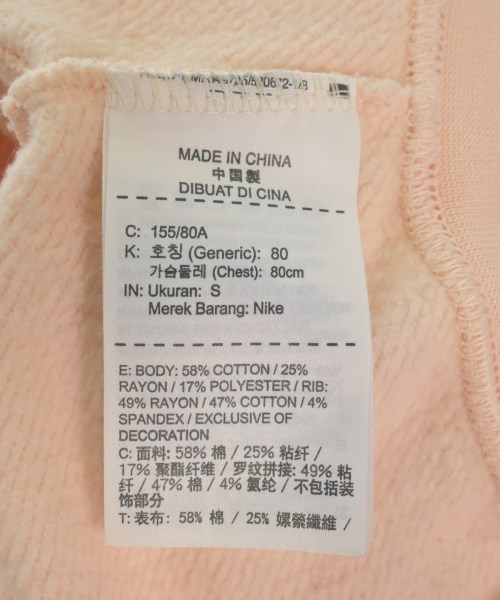 MADE IN CHINA
中国製
DIBUAT DI CINA
C: 155/80A
K: 호칭 (Generic): 80
가슴둘레 (Chest): 80cm
IN: Ukuran: S
Merek Barang: Nike
E: BODY: 58% COTTON / 25%
RAYON / 17% POLYESTER / RIB:
49% RAYON / 47% COTTON / 4%
SPANDEX / EXCLUSIVE OF
DECORATION
C: 面料: 58% 棉 / 25% 粘纤 /
17% 聚酯纤维 / 罗纹拼接: 49% 粘
纤 / 47% 棉 / 4% 氨纶 / 不包括装
饰部分
T: 表布: 58% 棉 / 25% 嫘縈纖維 /